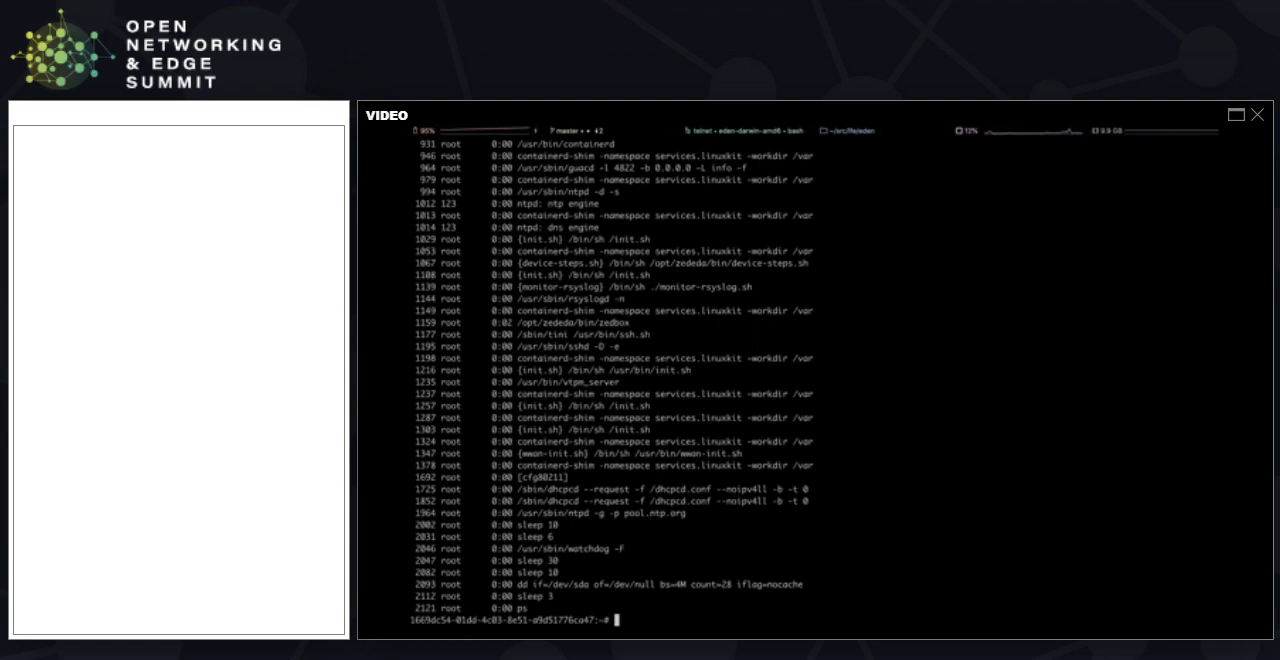 OPEN
NETWORKING
& EDGE
SUMMIT
VIDEO
96% master ++ +2 telnet • eden-darwin-amd6 - bash ~/src/lfe/eden 12% 9.9 GB
931 root 0:00 /usr/bin/containerd
946 root 0:00 containerd-shim -namespace services.linuxkit -workdir /var
964 root 0:00 /usr/sbin/guacd -l 4822 -b 0.0.0.0 -L info -f
979 root 0:00 containerd-shim -namespace services.linuxkit -workdir /var
994 root 0:00 /usr/sbin/ntpd -d -s
1012 123 0:00 ntpd: ntp engine
1013 root 0:00 containerd-shim -namespace services.linuxkit -workdir /var
1014 123 0:00 ntpd: dns engine
1029 root 0:00 {init.sh} /bin/sh /init.sh
1053 root 0:00 containerd-shim -namespace services.linuxkit -workdir /var
1067 root 0:00 {device-steps.sh} /bin/sh /opt/zededa/bin/device-steps.sh
1108 root 0:00 {init.sh} /bin/sh /init.sh
1139 root 0:00 {monitor-rsyslog} /bin/sh ./monitor-rsyslog.sh
1144 root 0:00 /usr/sbin/rsyslogd -n
1149 root 0:00 containerd-shim -namespace services.linuxkit -workdir /var
1159 root 0:02 /opt/zededa/bin/zedbox
1177 root 0:00 /sbin/tini /usr/bin/ssh.sh
1195 root 0:00 /usr/sbin/sshd -D -e
1198 root 0:00 containerd-shim -namespace services.linuxkit -workdir /var
1216 root 0:00 {init.sh} /bin/sh /usr/bin/init.sh
1235 root 0:00 /usr/bin/vtpm_server
1237 root 0:00 containerd-shim -namespace services.linuxkit -workdir /var
1257 root 0:00 {init.sh} /bin/sh /init.sh
1287 root 0:00 containerd-shim -namespace services.linuxkit -workdir /var
1303 root 0:00 {init.sh} /bin/sh /init.sh
1324 root 0:00 containerd-shim -namespace services.linuxkit -workdir /var
1347 root 0:00 {wwan-init.sh} /bin/sh /usr/bin/wwan-init.sh
1378 root 0:00 containerd-shim -namespace services.linuxkit -workdir /var
1692 root 0:00 [cfg80211]
1725 root 0:00 /sbin/dhcpcd --request -f /dhcpcd.conf --noipv4ll -b -t 0
1852 root 0:00 /sbin/dhcpcd --request -f /dhcpcd.conf --noipv4ll -b -t 0
1964 root 0:00 /usr/sbin/ntpd -g -p pool.ntp.org
2002 root 0:00 sleep 10
2031 root 0:00 sleep 6
2046 root 0:00 /usr/sbin/watchdog -F
2047 root 0:00 sleep 30
2082 root 0:00 sleep 10
2093 root 0:00 dd if=/dev/sda of=/dev/null bs=4M count=28 iflag=nocache
2112 root 0:00 sleep 3
2121 root 0:00 ps
1669dc54-01dd-4c03-8e51-a9d51776ca47:~#